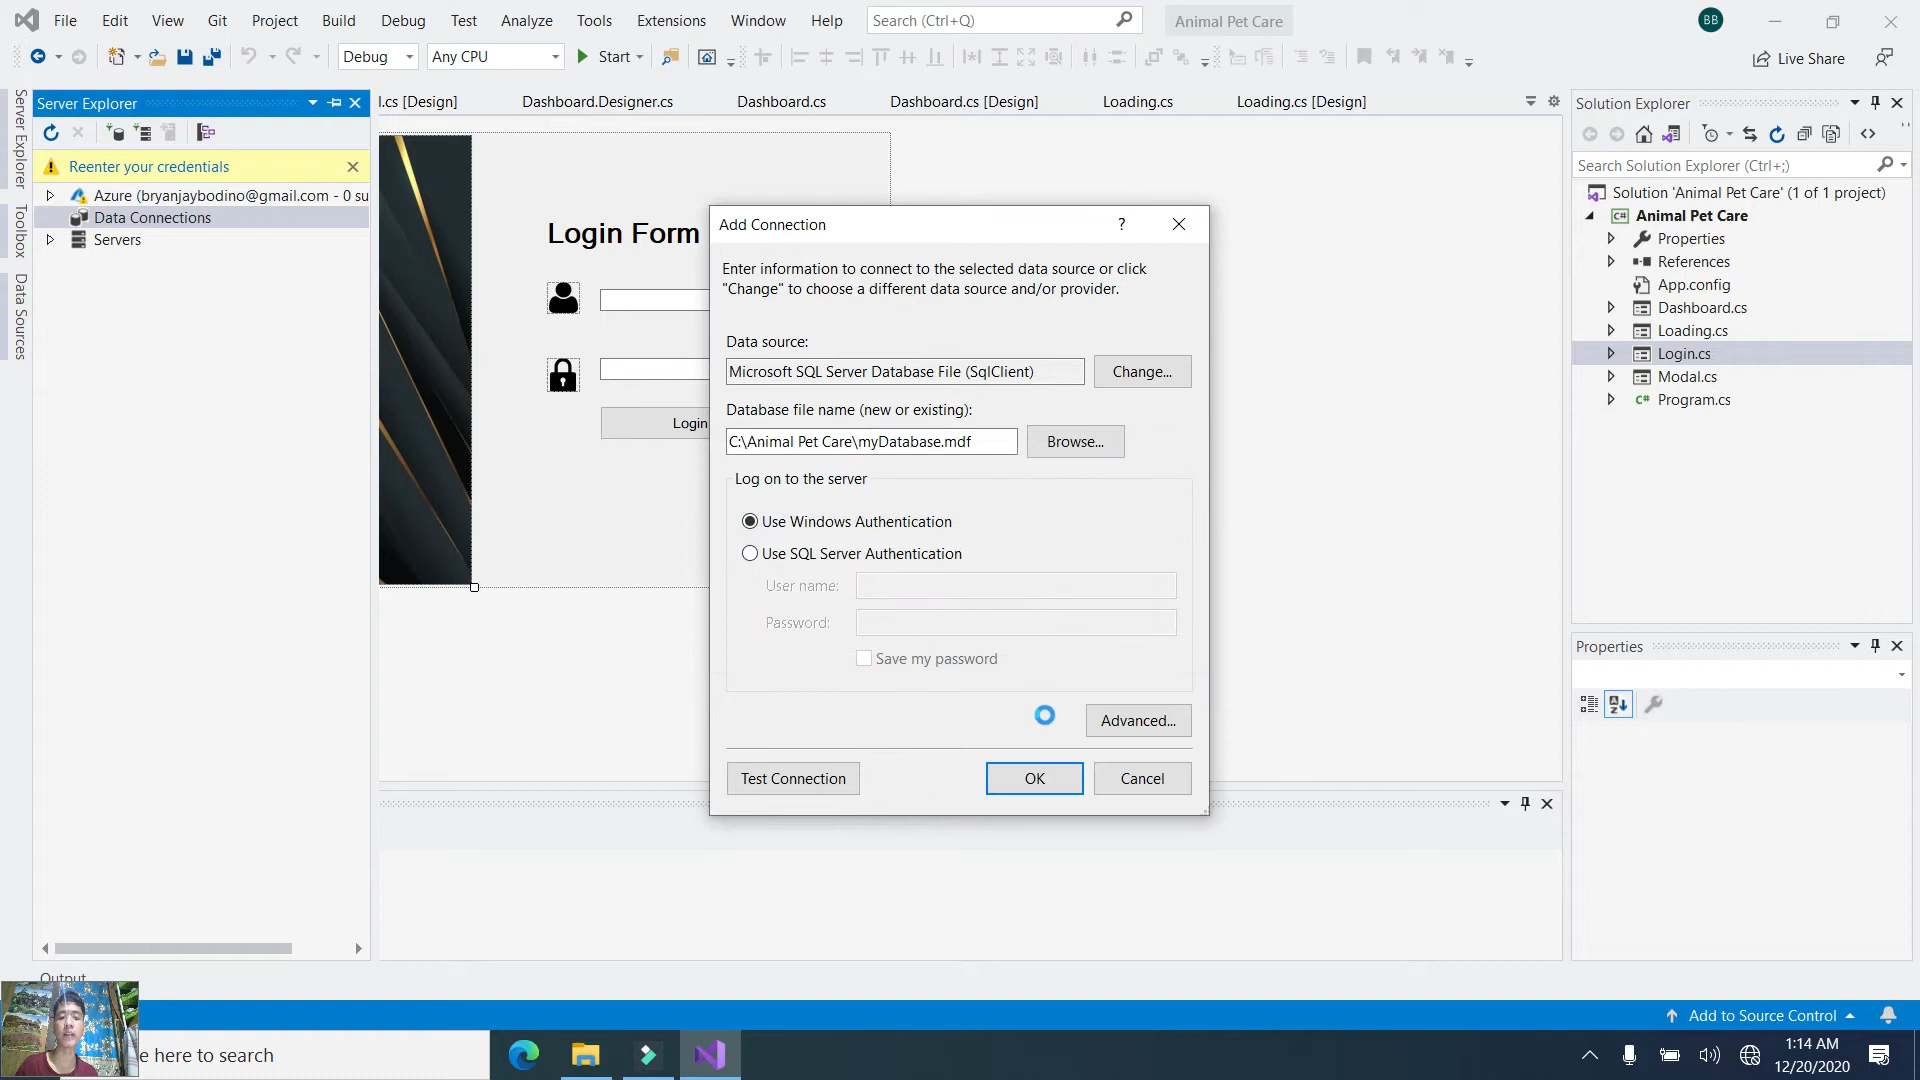 File Edit View Git Project Build Debug Test Analyze Tools Extensions Window Help Search (Ctrl+Q) Animal Pet Care BB
Debug Any CPU Start Live Share
Server Explorer
Toolbox
Data Sources
Server Explorer
Reenter your credentials
Azure (bryanjaybodino@gmail.com - 0 su
Data Connections
Servers
l.cs [Design] Dashboard.Designer.cs Dashboard.cs Dashboard.cs [Design] Loading.cs Loading.cs [Design]
Login Form
Login
Add Connection ?
Enter information to connect to the selected data source or click
"Change" to choose a different data source and/or provider.
Data source:
Microsoft SQL Server Database File (SqlClient) Change...
Database file name (new or existing):
C:\Animal Pet Care\myDatabase.mdf Browse...
Log on to the server
Use Windows Authentication
Use SQL Server Authentication
User name:
Password:
Save my password
Advanced...
Test Connection OK Cancel
Solution Explorer
Search Solution Explorer (Ctrl+;)
Solution 'Animal Pet Care' (1 of 1 project)
C# Animal Pet Care
Properties
References
App.config
Dashboard.cs
Loading.cs
Login.cs
Modal.cs
C# Program.cs
Properties
Output
Add to Source Control
e here to search
1:14 AM
12/20/2020